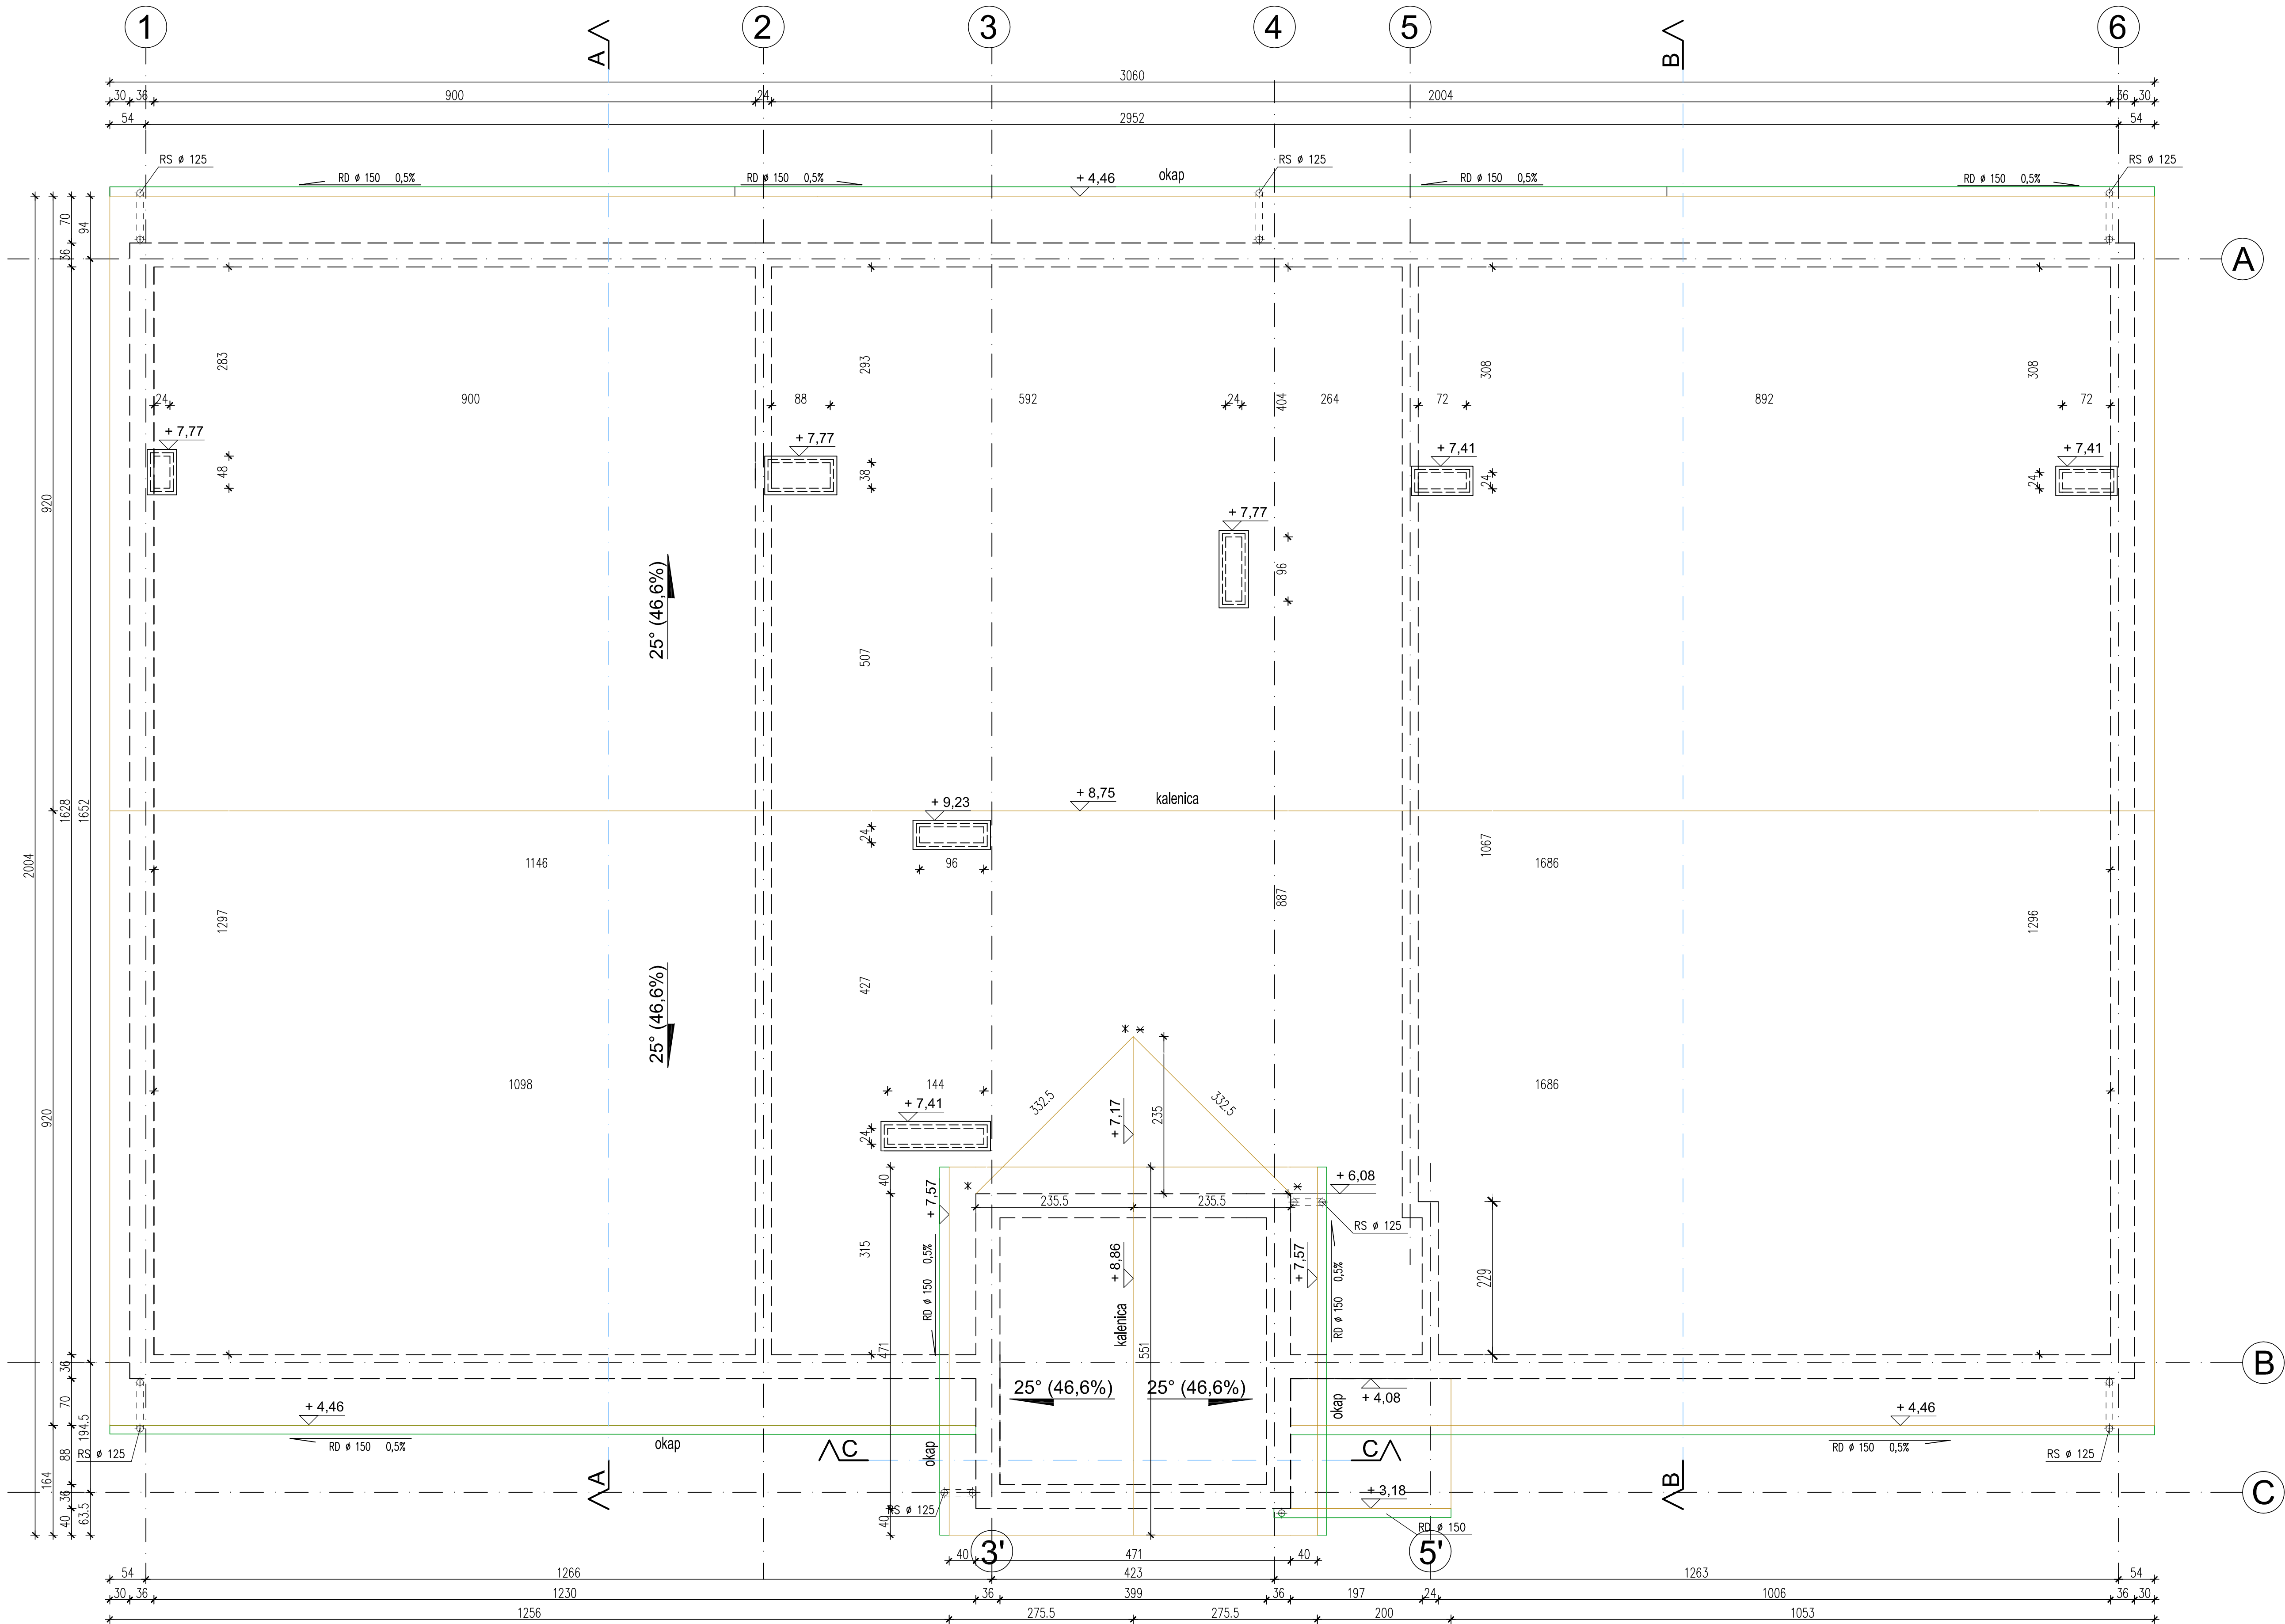 1 2 3 4 5 6
A B
3060
30 36 900 24 2004 36 30
54 2952 54
RS ø 125 RS ø 125 RS ø 125
RD ø 150 0,5% RD ø 150 0,5% + 4,46 okap RD ø 150 0,5% RD ø 150 0,5%
70 94
36
A
283 293 404 308 308
24 900 88 592 24 264 72 892 72
+ 7,77 + 7,77 + 7,41 + 7,41
48 38 24 24
920
+ 7,77
96
25° (46,6%)
507
+ 8,75 kalenica
+ 9,23
1628 1652
24
96
2004
1146 1067 1686
887
1297 1296
427
25° (46,6%)
332.5 235 332.5
+ 7,17
1098 144 1686
920
+ 7,41
24
40
+ 7,57 + 6,08
235.5 235.5
RS ø 125
315
+ 8,86 + 7,57
RD ø 150 0,5% RD ø 150 0,5%
229
kalenica
471 551
36
B
25° (46,6%) 25° (46,6%)
+ 4,08
70
okap
+ 4,46 + 4,46
194.5
RD ø 150 0,5% okap RD ø 150 0,5%
C C
okap
88
RS ø 125 RS ø 125
164
A B
36
C
+ 3,18
RS ø 125
40 63.5
40
RD ø 150
3' 5'
40 471 40
54 1266 423 1263 54
30 36 1230 36 399 36 197 24 1006 36 30
1256 275.5 275.5 200 1053